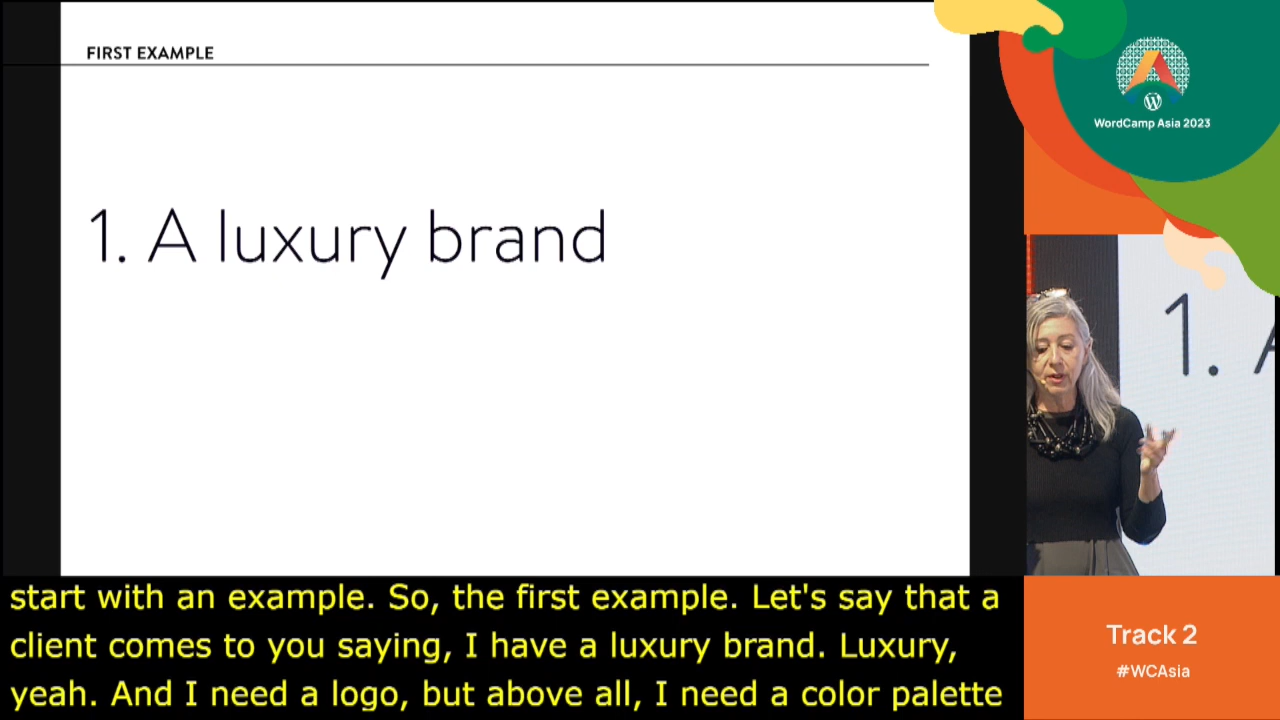 FIRST EXAMPLE
1. A luxury brand
WordCamp Asia 2023
1. A
start with an example. So, the first example. Let's say that a
client comes to you saying, I have a luxury brand. Luxury,
yeah. And I need a logo, but above all, I need a color palette
Track 2
#WCAsia